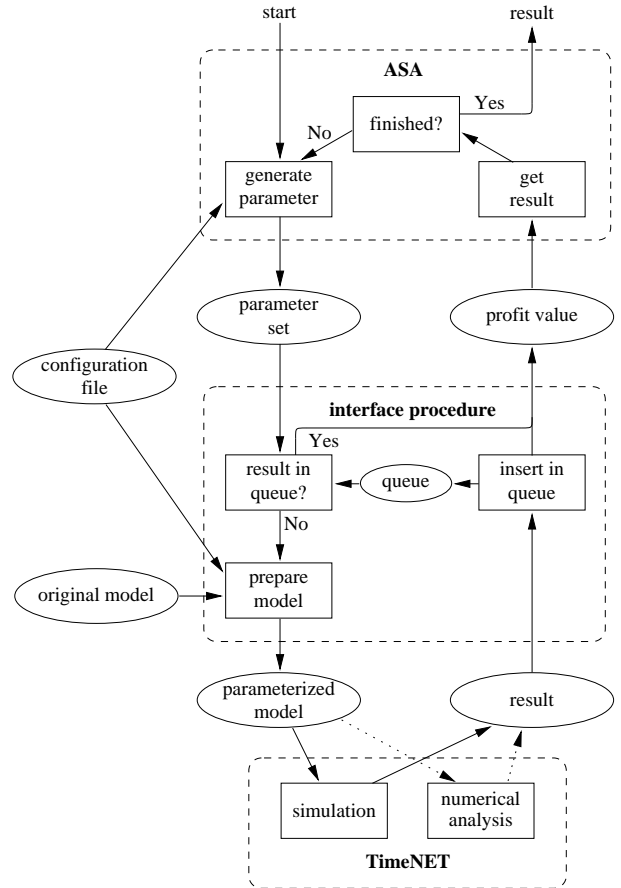 start
result
ASA
Yes
finished?
No
generate
parameter
get
result
parameter
set
profit value
configuration
file
interface procedure
Yes
result in
queue?
queue
insert in
queue
No
original model
prepare
model
parameterized
model
result
simulation
numerical
analysis
TimeNET